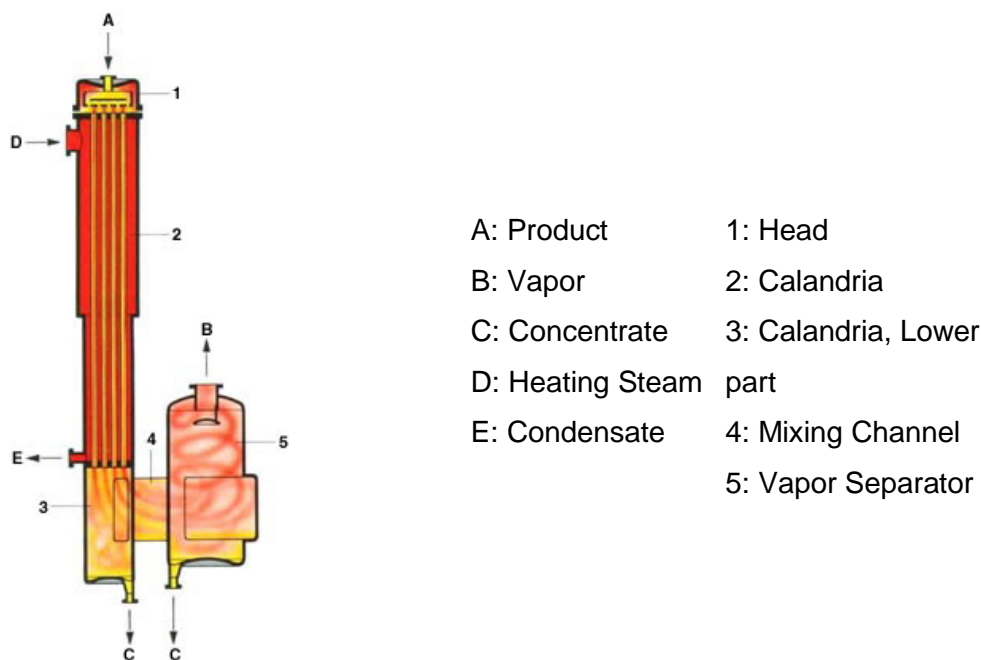 A
1
D
2
B
4
5
E
3
C C
A: Product 1: Head
B: Vapor 2: Calandria
C: Concentrate 3: Calandria, Lower
D: Heating Steam part
E: Condensate 4: Mixing Channel
5: Vapor Separator